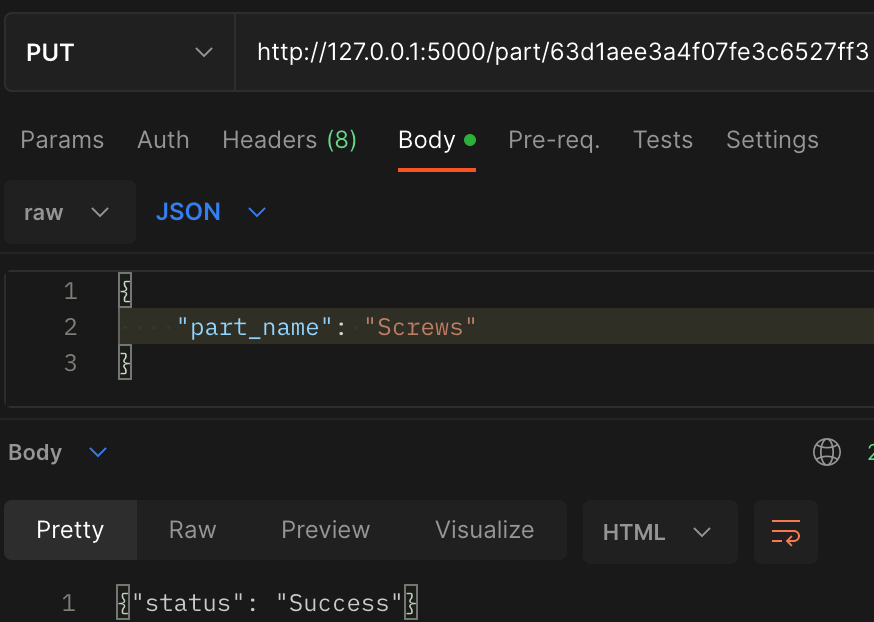 PUT http://127.0.0.1:5000/part/63d1aee3a4f07fe3c6527ff3
Params Auth Headers (8) Body Pre-req. Tests Settings
raw JSON
1 {
2 "part_name": "Screws"
3 }
Body 2
Pretty Raw Preview Visualize HTML
1 {"status": "Success"}